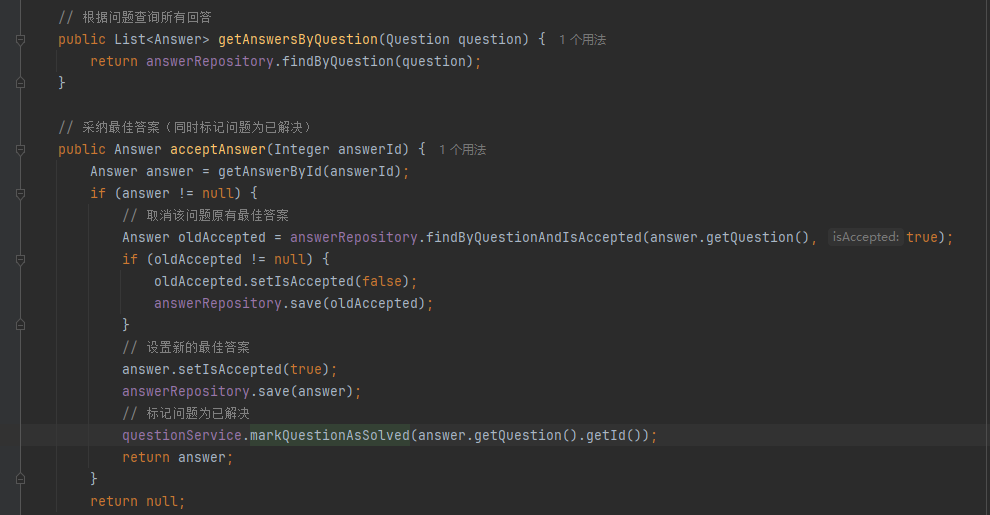 // 根据问题查询所有回答
public List<Answer> getAnswersByQuestion(Question question) { 1 个用法
return answerRepository.findByQuestion(question);
}
// 采纳最佳答案（同时标记问题为已解决）
public Answer acceptAnswer(Integer answerId) { 1 个用法
Answer answer = getAnswerById(answerId);
if (answer != null) {
// 取消该问题原有最佳答案
Answer oldAccepted = answerRepository.findByQuestionAndIsAccepted(answer.getQuestion(), isAccepted: true);
if (oldAccepted != null) {
oldAccepted.setIsAccepted(false);
answerRepository.save(oldAccepted);
}
// 设置新的最佳答案
answer.setIsAccepted(true);
answerRepository.save(answer);
// 标记问题为已解决
questionService.markQuestionAsSolved(answer.getQuestion().getId());
return answer;
}
return null;